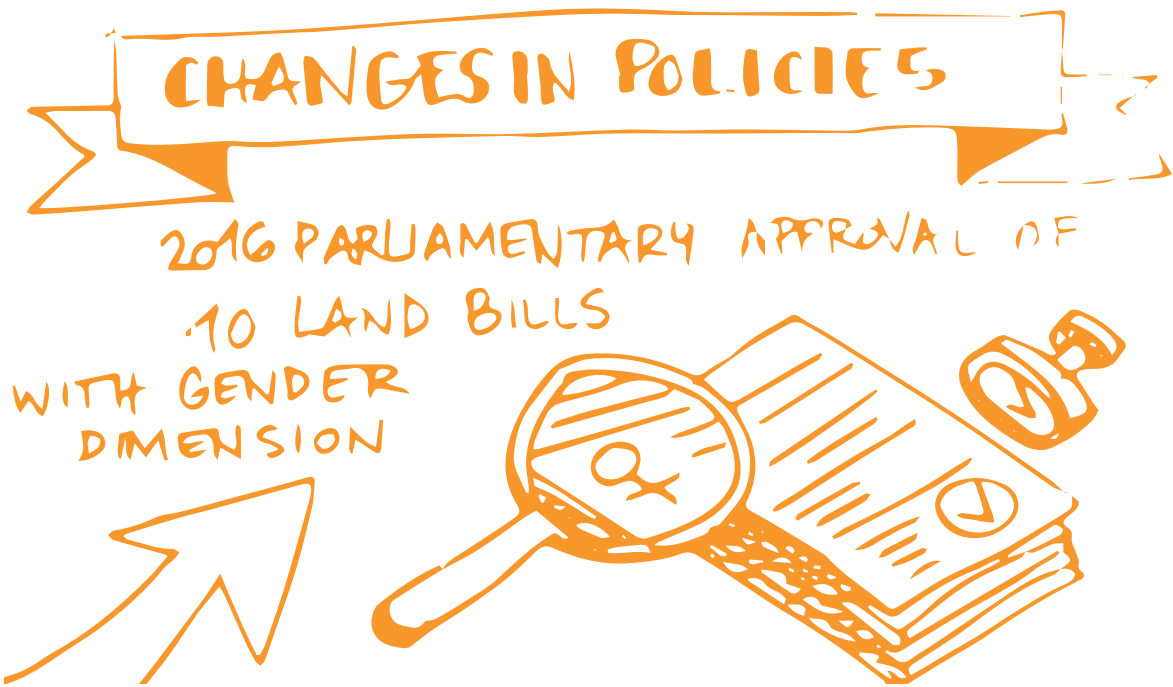 CHANGES IN POLICIES
2016 PARLIAMENTARY APPROVAL OF
10 LAND BILLS
WITH GENDER
DIMENSION